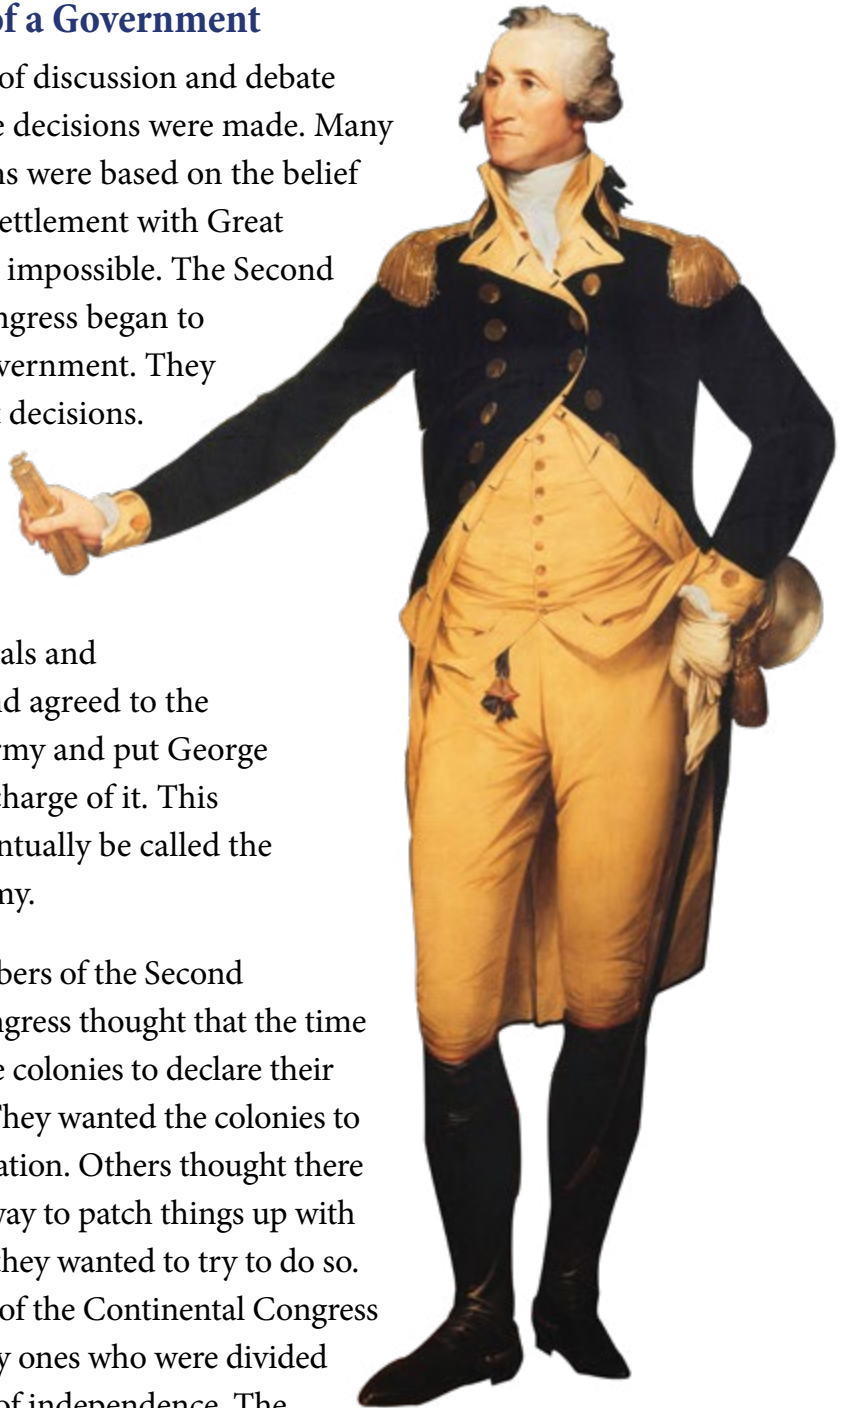 of a Government
of discussion and debate
decisions were made. Many
ns were based on the belief
ettlement with Great
impossible. The Second
ngress began to
vernment. They
decisions.
als and
nd agreed to the
rmy and put George
charge of it. This
ntually be called the
my.
bers of the Second
ngress thought that the time
e colonies to declare their
They wanted the colonies to
ation. Others thought there
way to patch things up with
they wanted to try to do so.
of the Continental Congress
y ones who were divided
of independence. The